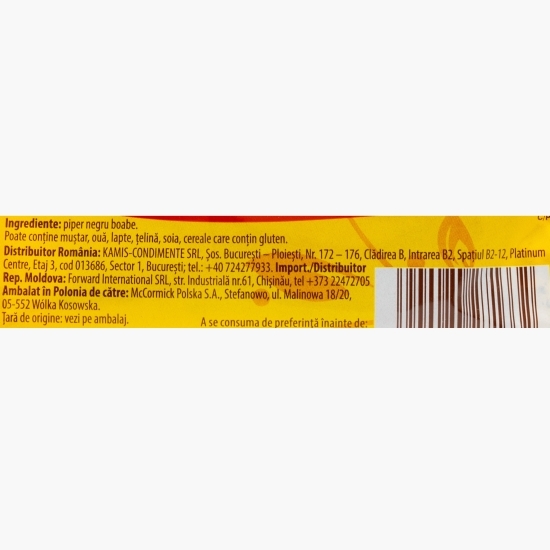 Ingrediente: piper negru boabe.
Poate conține muștar, ouă, lapte, țelină, soia, cereale care conțin gluten.
Distribuitor România: KAMIS-CONDIMENTE SRL, Șos. București – Ploiești, Nr. 172 – 176, Clădirea B, Intrarea B2, Spațiul B2-12, Platinum
Centre, Etaj 3, cod 013686, Sector 1, București; tel.: +40 724277933. Import./Distribuitor
Rep. Moldova: Forward International SRL, str. Industrială nr.61, Chișinău, tel +373 22472705
Ambalat în Polonia de către: McCormick Polska S.A., Stefanowo, ul. Malinowa 18/20,
05-552 Wólka Kosowska.
Țară de origine: vezi pe ambalaj.
A se consuma de preferință înainte de: